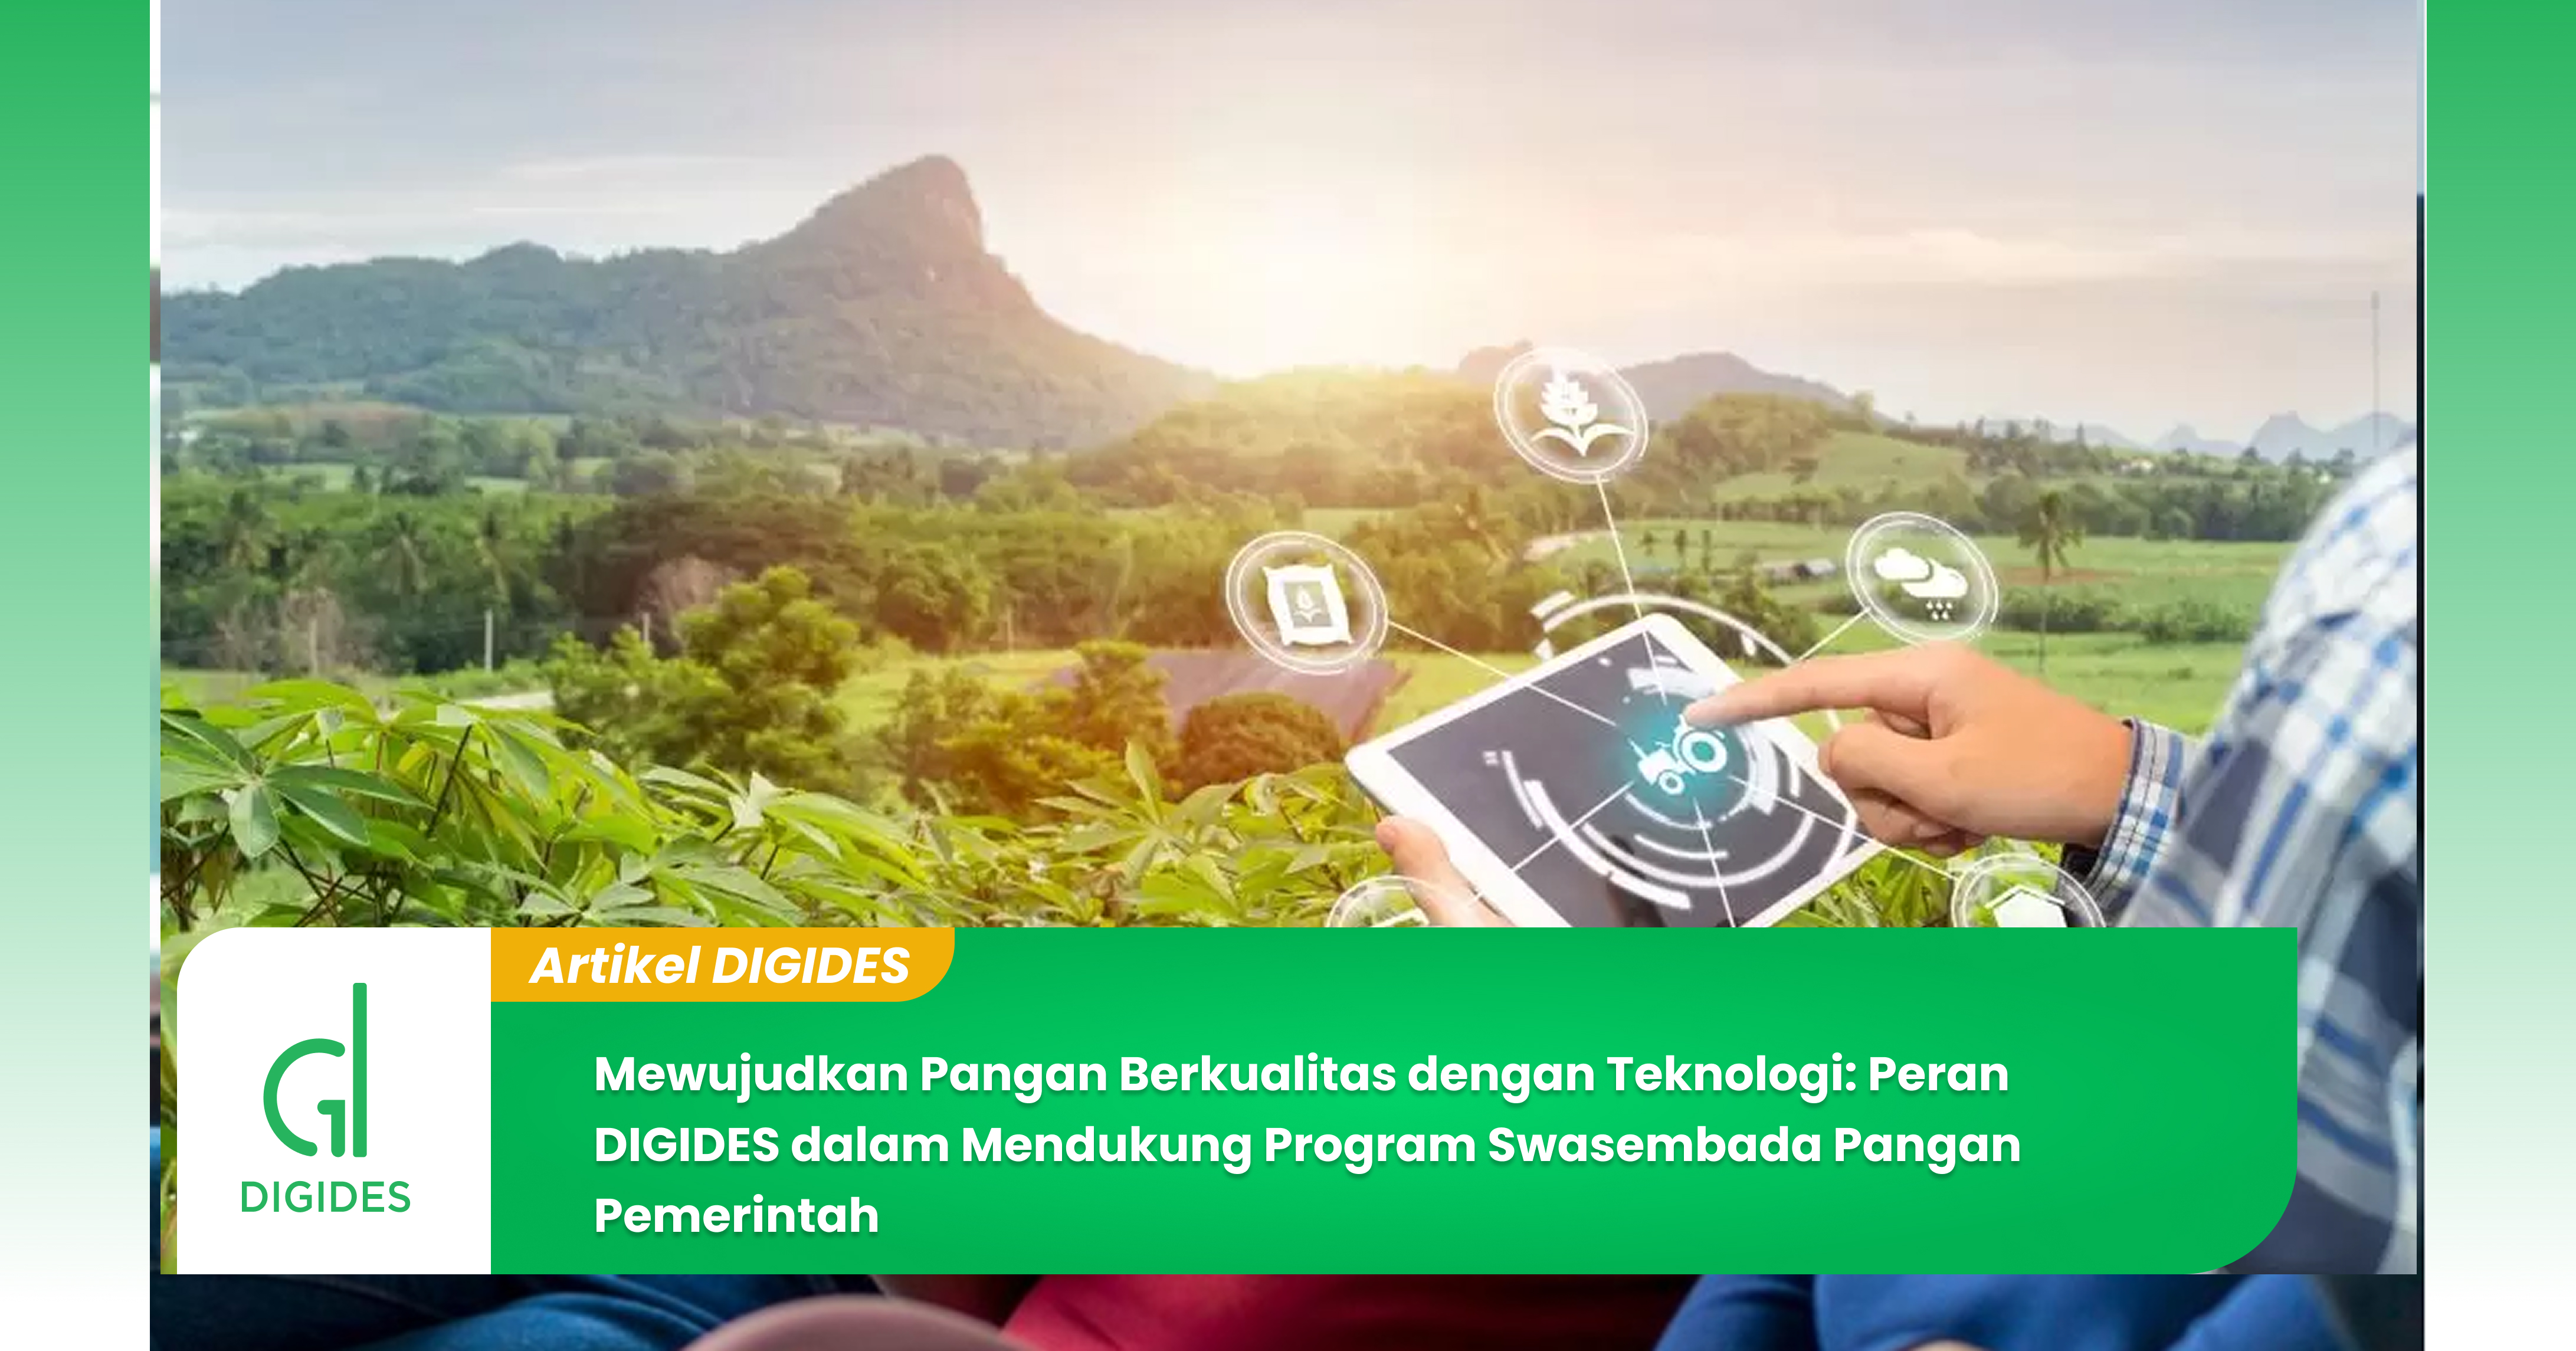 Artikel DIGIDES
DIGIDES
Mewujudkan Pangan Berkualitas dengan Teknologi: Peran
DIGIDES dalam Mendukung Program Swasembada Pangan
Pemerintah